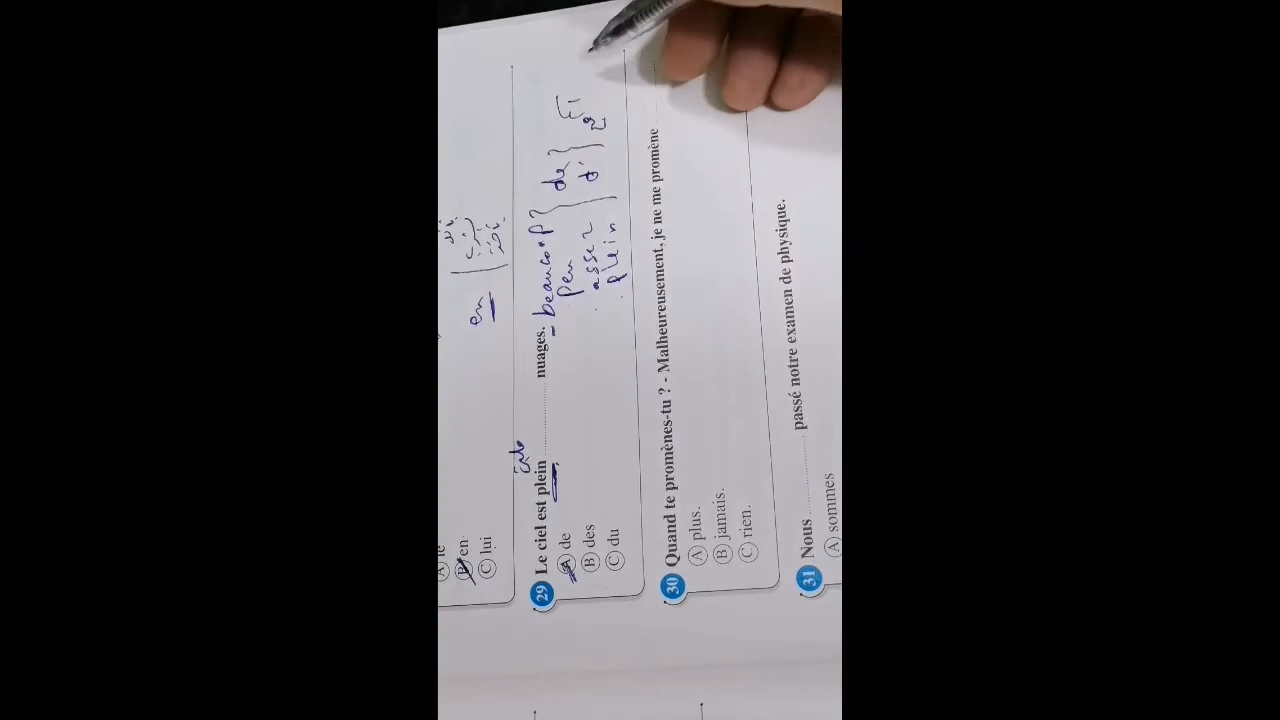 A le
B en
C lui
en
29 Le ciel est plein .................... nuages.
A de
B des
C du
- beaucoup
peu
assez
plein
de
d'
30 Quand te promènes-tu ? - Malheureusement, je ne me promène
A plus.
B jamais.
C rien.
31 Nous .................... passé notre examen de physique.
A sommes